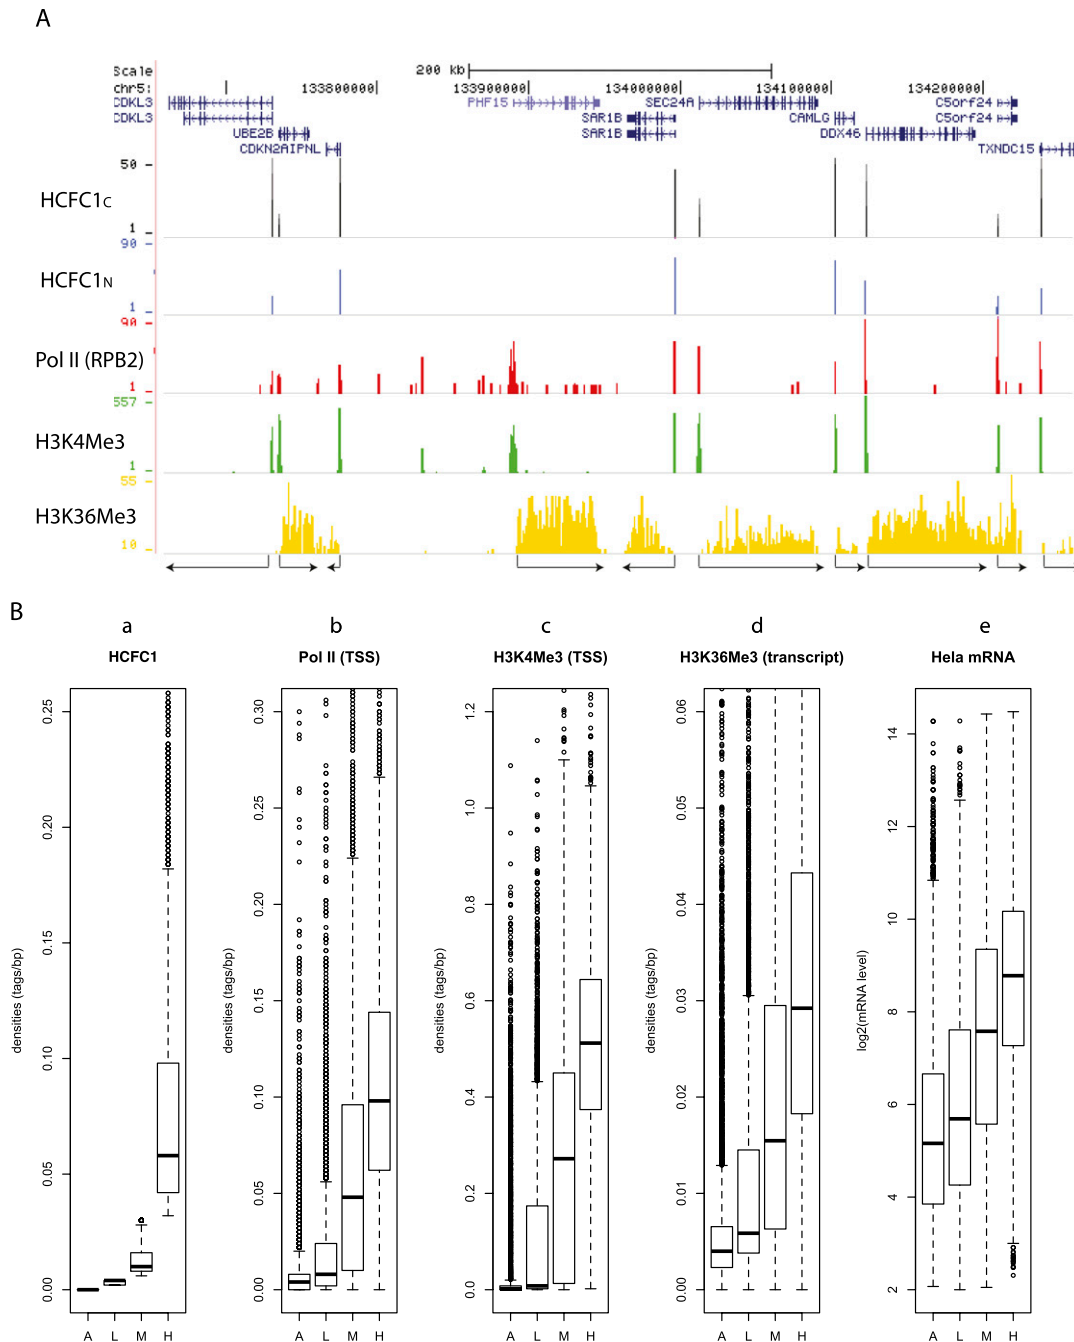 A
Scale
200 kb
chr5:
133800000
133900000
134000000
134100000
134200000
CDKL3
PHF15
SEC24A
C5orf24
CDKL3
SAR1B
CAMLG
C5orf24
UBE2B
SAR1B
DDX46
CDKN2AIPNL
TXNDC15
50
HCFC1C
1
90
HCFC1N
1
90
Pol II (RPB2)
1
557
H3K4Me3
1
55
H3K36Me3
10
B
a
b
c
d
e
HCFC1
Pol II (TSS)
H3K4Me3 (TSS)
H3K36Me3 (transcript)
Hela mRNA
densities (tags/bp)
0.00
0.05
0.10
0.15
0.20
0.25
A L M H
densities (tags/bp)
0.00
0.05
0.10
0.15
0.20
0.25
0.30
A L M H
densities (tags/bp)
0.0
0.2
0.4
0.6
0.8
1.0
1.2
A L M H
densities (tags/bp)
0.00
0.01
0.02
0.03
0.04
0.05
0.06
A L M H
log2(mRNA level)
2
4
6
8
10
12
14
A L M H